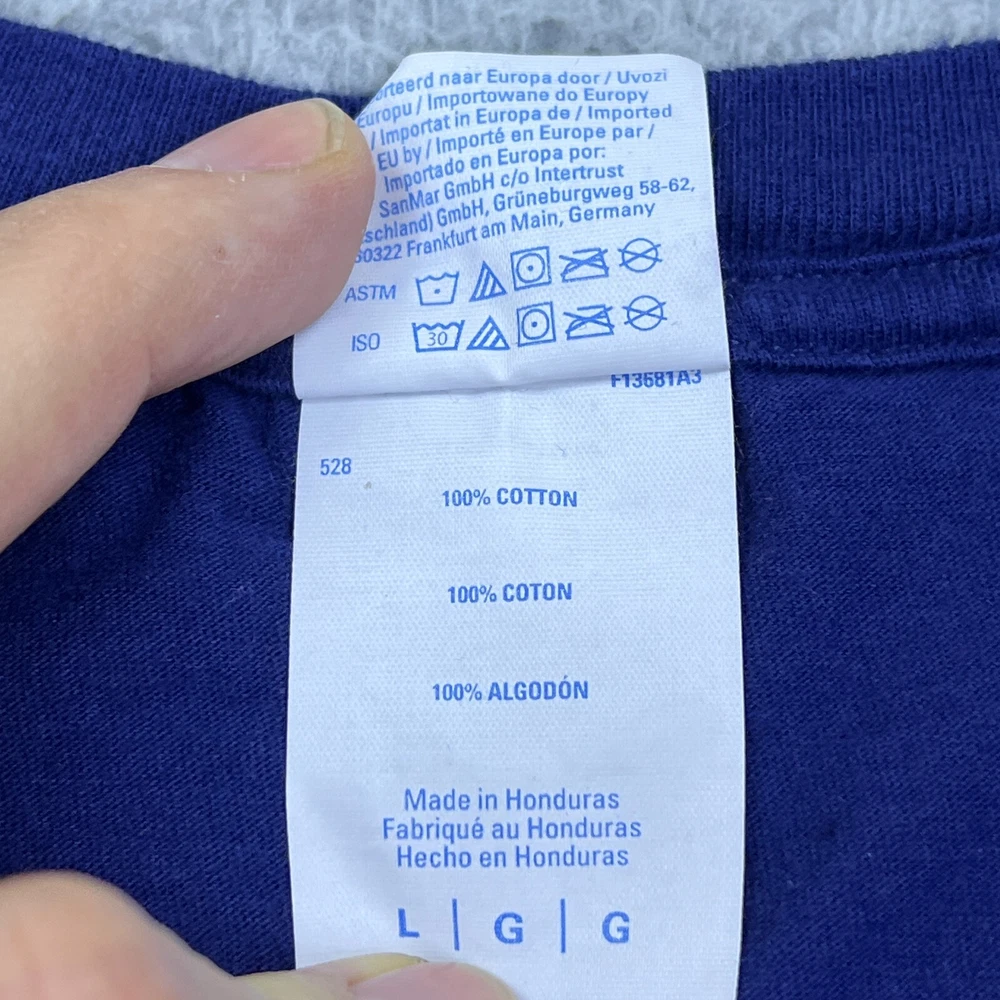 naar Europa door / Uvozi
Europu / Importowane do Europy
/ Importat in Europa de / Imported
EU by / Importé en Europe par /
Importado en Europa por:
SanMar GmbH c/o Intertrust
GmbH, Grüneburgweg 58-62,
60322 Frankfurt am Main, Germany
ASTM
ISO 30
F13681A3
528
100% COTTON
100% COTON
100% ALGODÓN
Made in Honduras
Fabriqué au Honduras
Hecho en Honduras
L | G | G